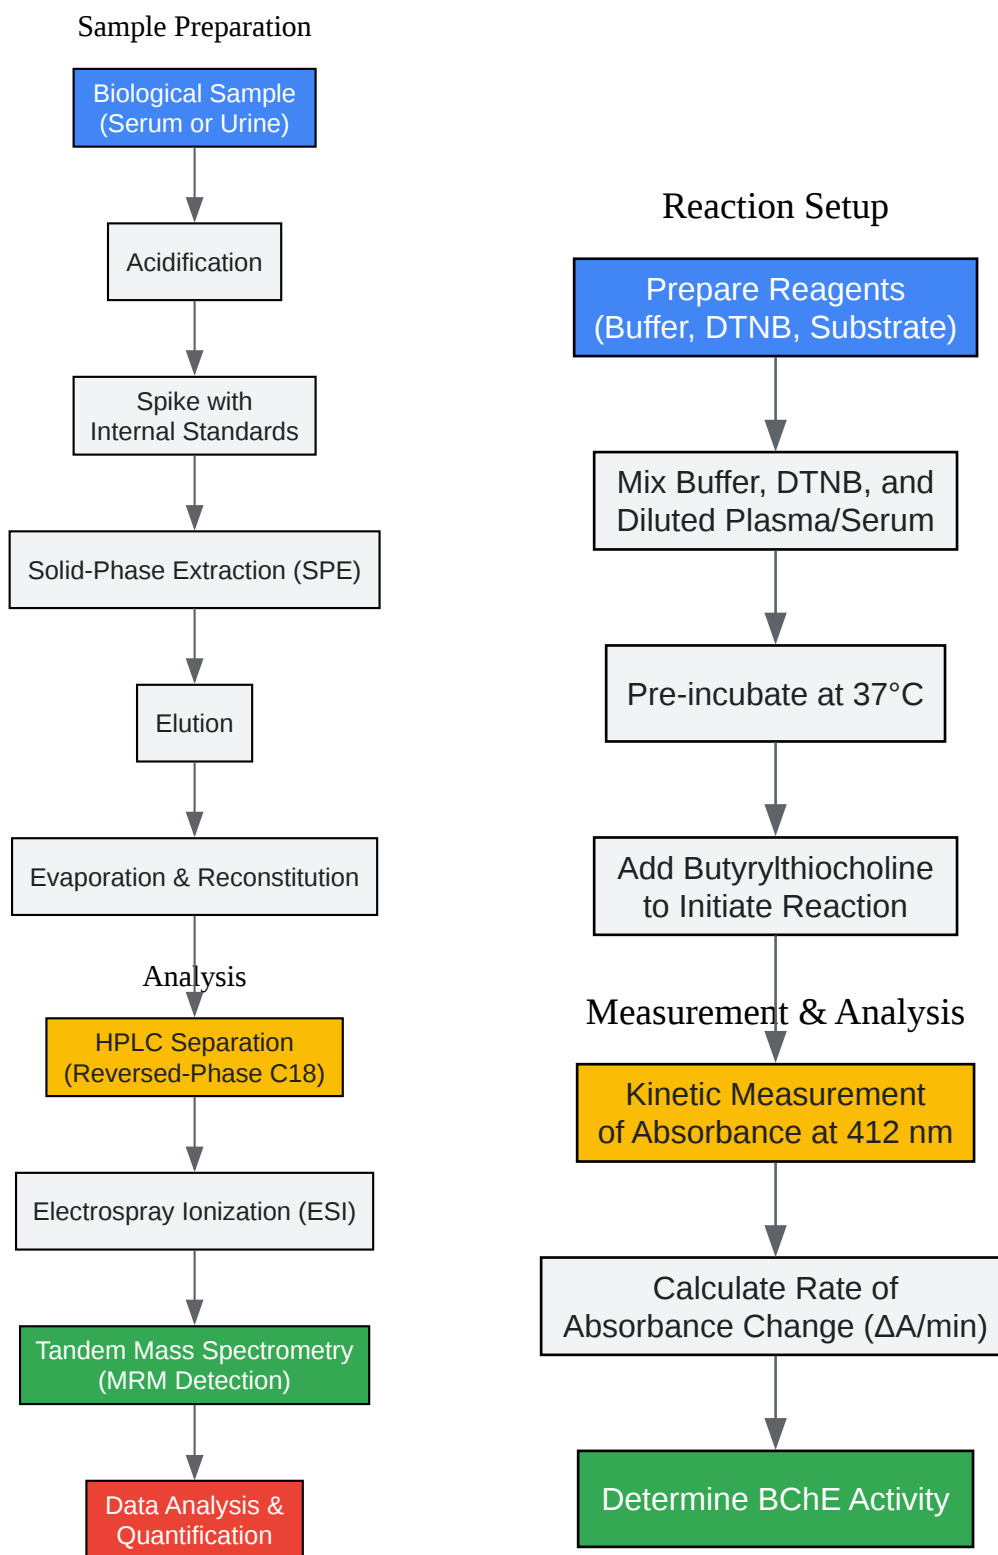 Sample Preparation
Biological Sample
(Serum or Urine)
Acidification
Spike with
Internal Standards
Solid-Phase Extraction (SPE)
Elution
Evaporation & Reconstitution
Analysis
HPLC Separation
(Reversed-Phase C18)
Electrospray Ionization (ESI)
Tandem Mass Spectrometry
(MRM Detection)
Data Analysis &
Quantification
Reaction Setup
Prepare Reagents
(Buffer, DTNB, Substrate)
Mix Buffer, DTNB, and
Diluted Plasma/Serum
Pre-incubate at 37°C
Add Butyrylthiocholine
to Initiate Reaction
Measurement & Analysis
Kinetic Measurement
of Absorbance at 412 nm
Calculate Rate of
Absorbance Change (ΔA/min)
Determine BChE Activity